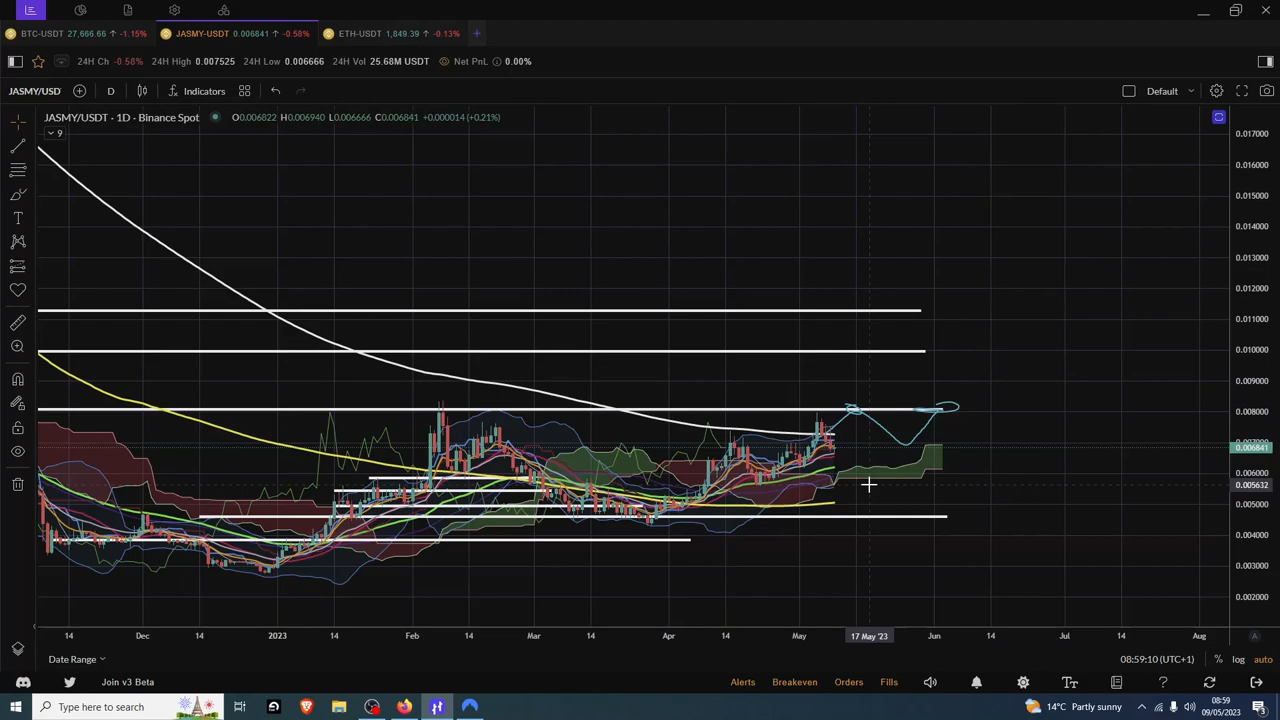 BTC-USDT 27,666.66 ↑ -1.15%
JASMY-USDT 0.006841 ↑ -0.58%
ETH-USDT 1,849.39 ↑ -0.13%
24H Ch -0.58% 24H High 0.007525 24H Low 0.006666 24H Vol 25.68M USDT Net PnL 0.00%
JASMY/USD D Indicators Default
JASMY/USDT · 1D · Binance Spot O0.006822 H0.006940 L0.006666 C0.006841 +0.000014 (+0.21%)
9
0.017000
0.016000
0.015000
0.014000
0.013000
0.012000
0.011000
0.010000
0.009000
0.008000
0.006841
0.006000
0.005632
0.005000
0.004000
0.003000
0.002000
14 Dec 14 2023 14 Feb 14 Mar 14 Apr 14 May 17 May '23 Jun 14 Jul 14 Aug A
Date Range 08:59:10 (UTC+1) % log auto
Join v3 Beta Alerts Breakeven Orders Fills
Type here to search 14°C Partly sunny 08:59
09/05/2023